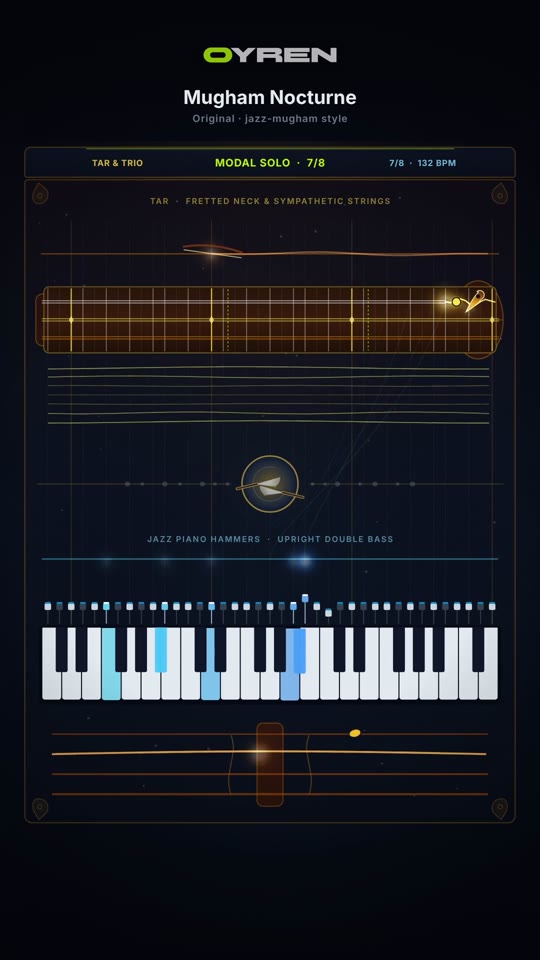 OYREN
Mugham Nocturne
Original · jazz-mugham style
TAR & TRIO MODAL SOLO · 7/8 7/8 · 132 BPM
TAR · FRETTED NECK & SYMPATHETIC STRINGS
JAZZ PIANO HAMMERS · UPRIGHT DOUBLE BASS